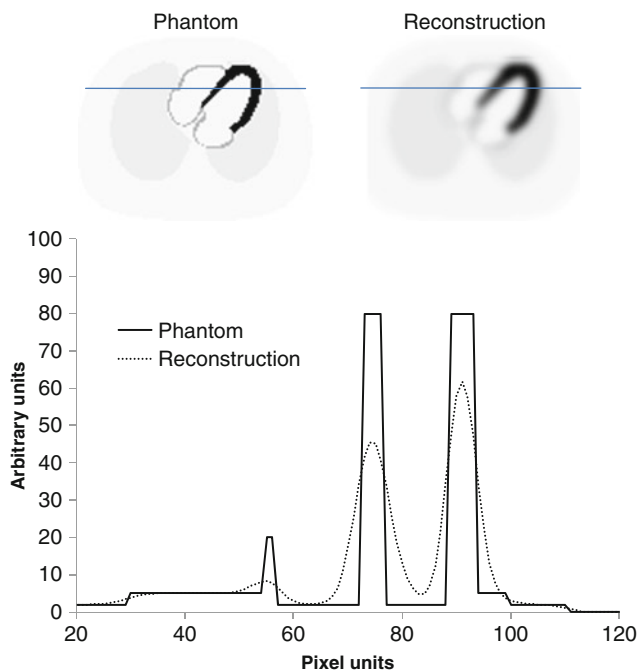 Phantom
Reconstruction
100
90
80
70
60
50
40
30
20
10
0
Arbitrary units
Phantom
Reconstruction
20 40 60 80 100 120
Pixel units